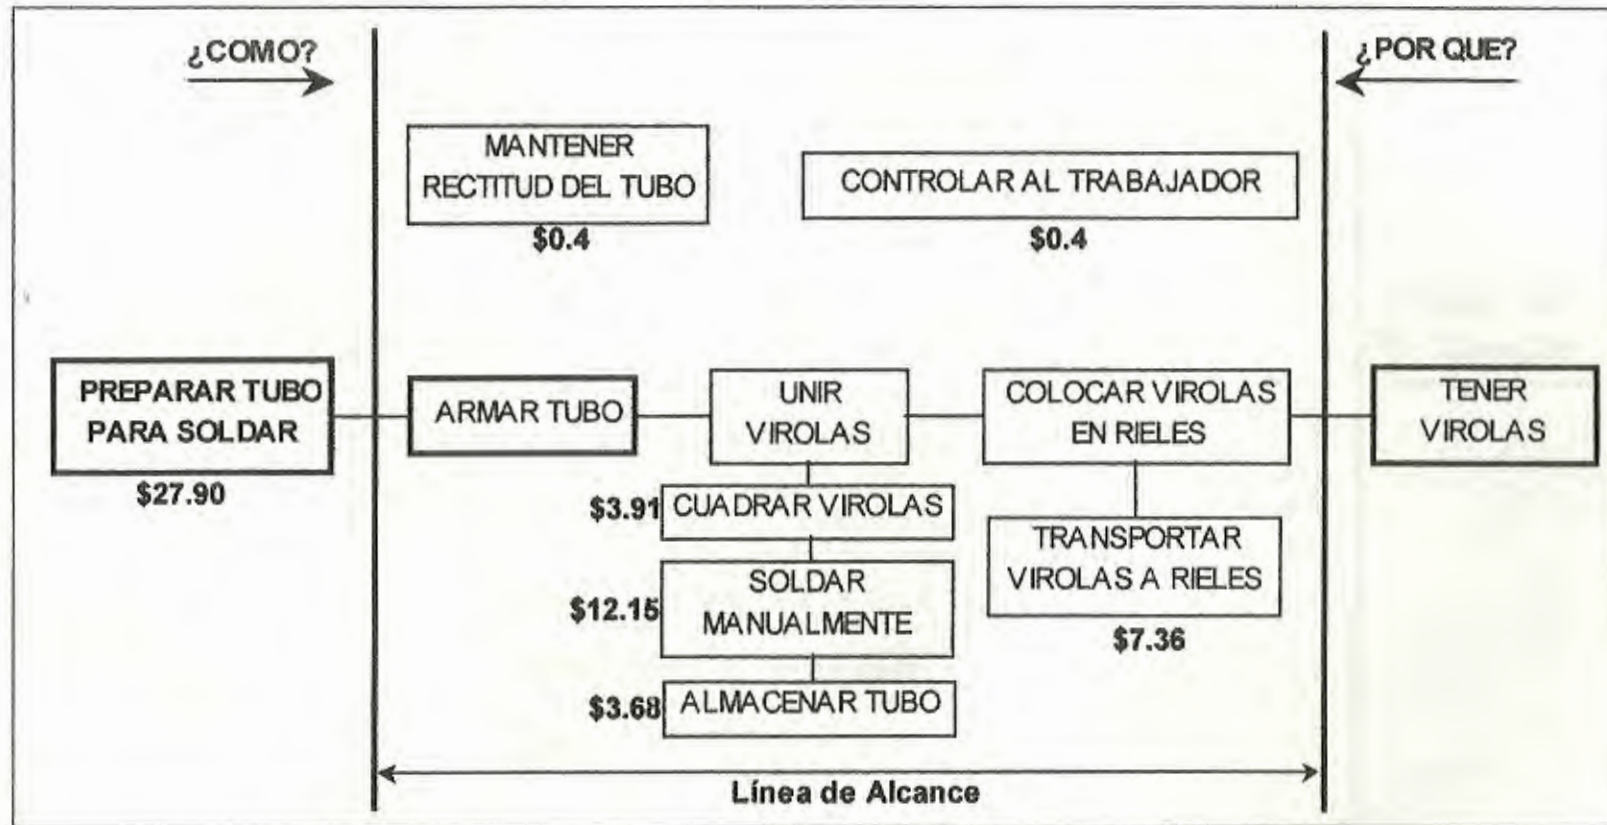 ¿COMO?
¿POR QUE?
MANTENER
RECTITUD DEL TUBO
$0.4
CONTROLAR AL TRABAJADOR
$0.4
PREPARAR TUBO
PARA SOLDAR
$27.90
ARMAR TUBO
UNIR
VIROLAS
COLOCAR VIROLAS
EN RIELES
TENER
VIROLAS
$3.91 CUADRAR VIROLAS
$12.15 SOLDAR
MANUALMENTE
$3.68 ALMACENAR TUBO
TRANSPORTAR
VIROLAS A RIELES
$7.36
Línea de Alcance